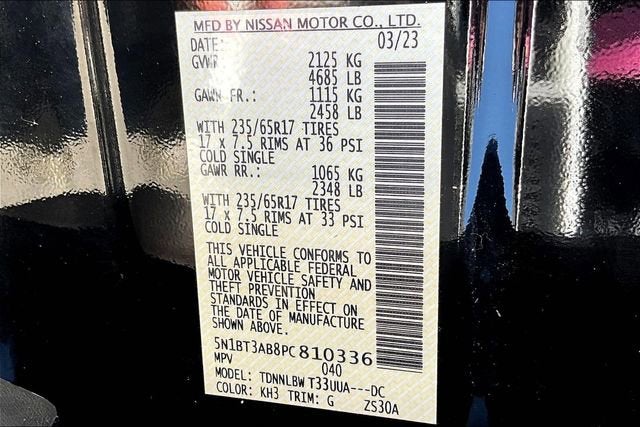 MFD BY NISSAN MOTOR CO., LTD.
DATE: 03/23
GVWR 2125 KG
4685 LB
GAWR FR.: 1115 KG
2458 LB
WITH 235/65R17 TIRES
17 x 7.5 RIMS AT 36 PSI
COLD SINGLE
GAWR RR.: 1065 KG
2348 LB
WITH 235/65R17 TIRES
17 x 7.5 RIMS AT 33 PSI
COLD SINGLE
THIS VEHICLE CONFORMS TO
ALL APPLICABLE FEDERAL
MOTOR VEHICLE SAFETY AND
THEFT PREVENTION
STANDARDS IN EFFECT ON
THE DATE OF MANUFACTURE
SHOWN ABOVE.
5N1BT3AB8PC810336
MPV 040
MODEL: TDNNLBW T33UUA---DC
COLOR: KH3 TRIM: G ZS30A